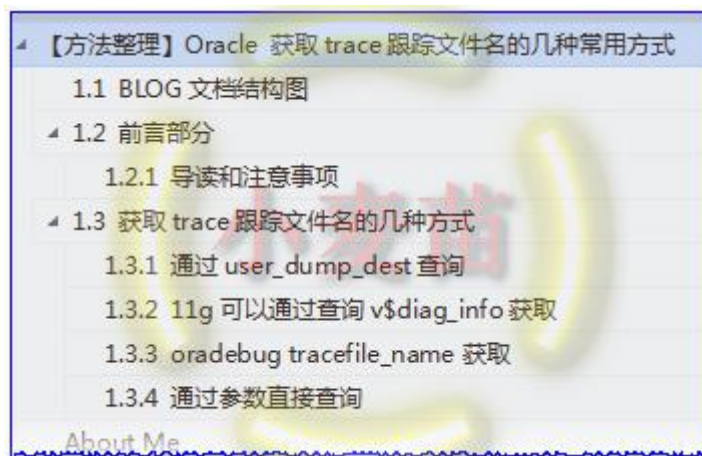 【方法整理】Oracle 获取 trace 跟踪文件名的几种常用方式
1.1 BLOG 文档结构图
1.2 前言部分
1.2.1 导读和注意事项
1.3 获取 trace 跟踪文件名的几种方式
1.3.1 通过 user_dump_dest 查询
1.3.2 11g 可以通过查询 v$diag_info 获取
1.3.3 oradebug tracefile_name 获取
1.3.4 通过参数直接查询
About Me
小麦苗